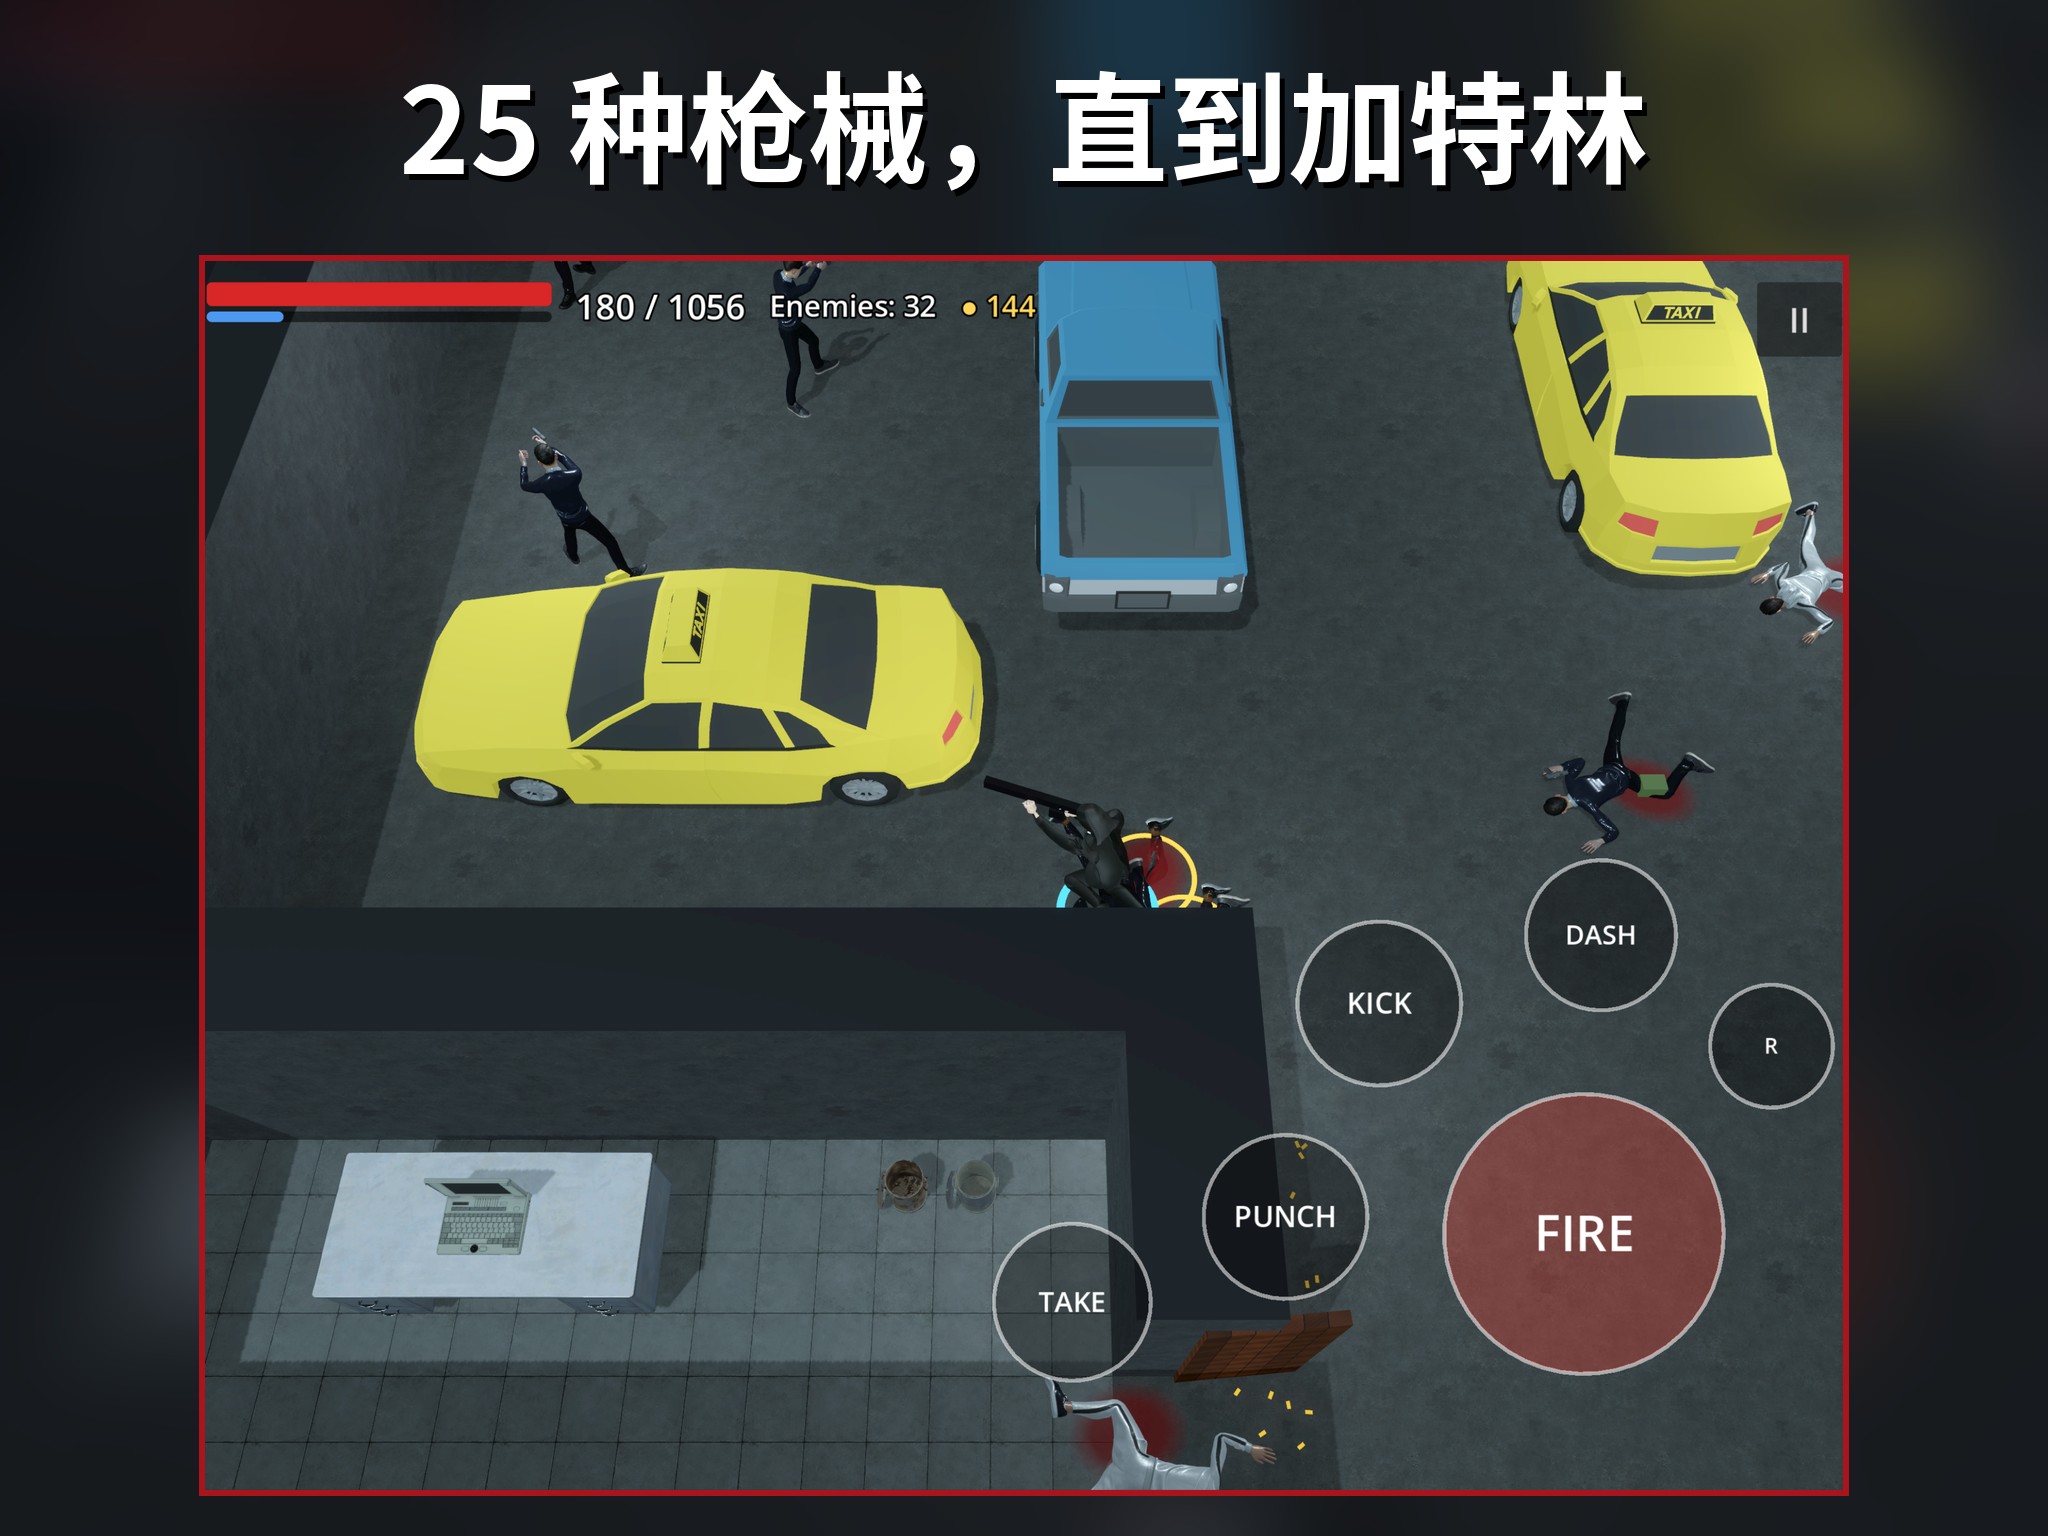 25 种枪械，直到加特林
180 / 1056 Enemies: 32 144
TAXI
TAXI
DASH
KICK
R
PUNCH
FIRE
TAKE